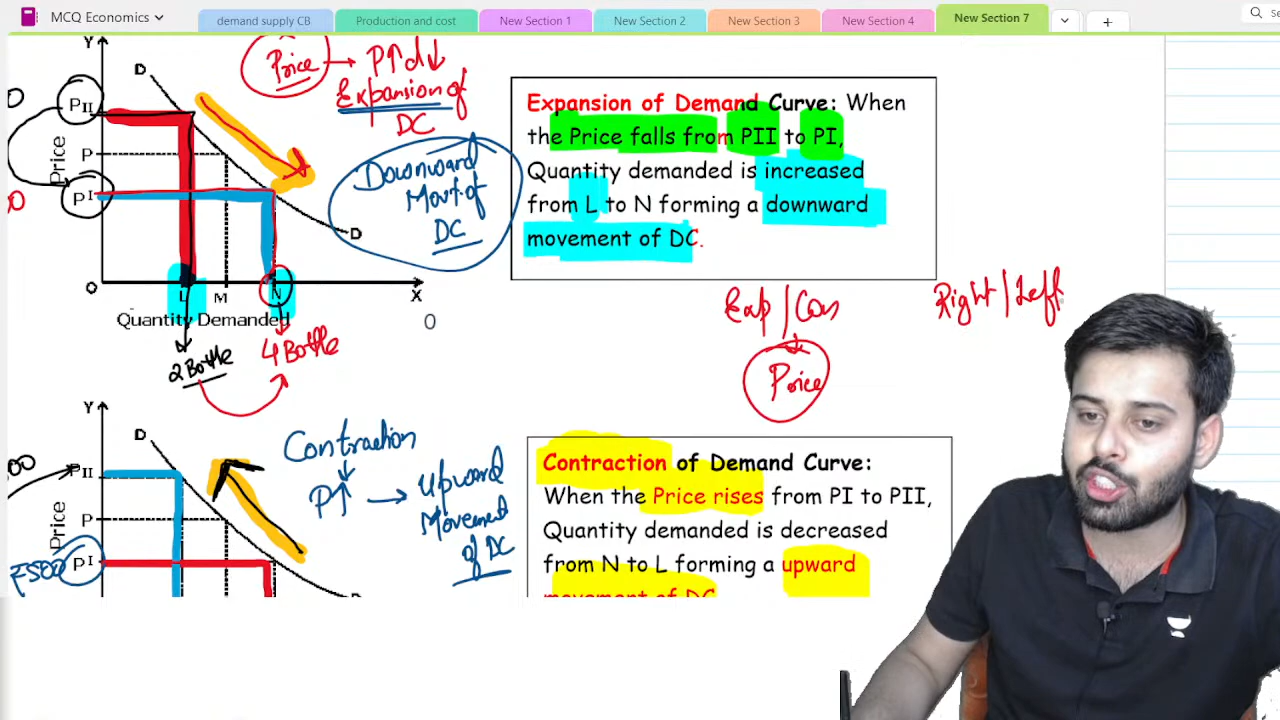 MCQ Economics
demand supply CB
Production and cost
New Section 1
New Section 2
New Section 3
New Section 4
New Section 7
+
Se
Y
D
PII
P
PI
Price
D
O
L
M
N
X
Quantity Demanded
0
Price → P↑ d↓
Expansion of
DC
Downward
Movt. of
DC
2 Bottle
4 Bottle
Expansion of Demand Curve: When
the Price falls from PII to PI,
Quantity demanded is increased
from L to N forming a downward
movement of DC.
Exp / Con
Price
Right / Left
Y
D
PII
P
PI
Price
Contraction
P↑ → Upward
Movement
of DC
Contraction of Demand Curve:
When the Price rises from PI to PII,
Quantity demanded is decreased
from N to L forming a upward
movement of DC